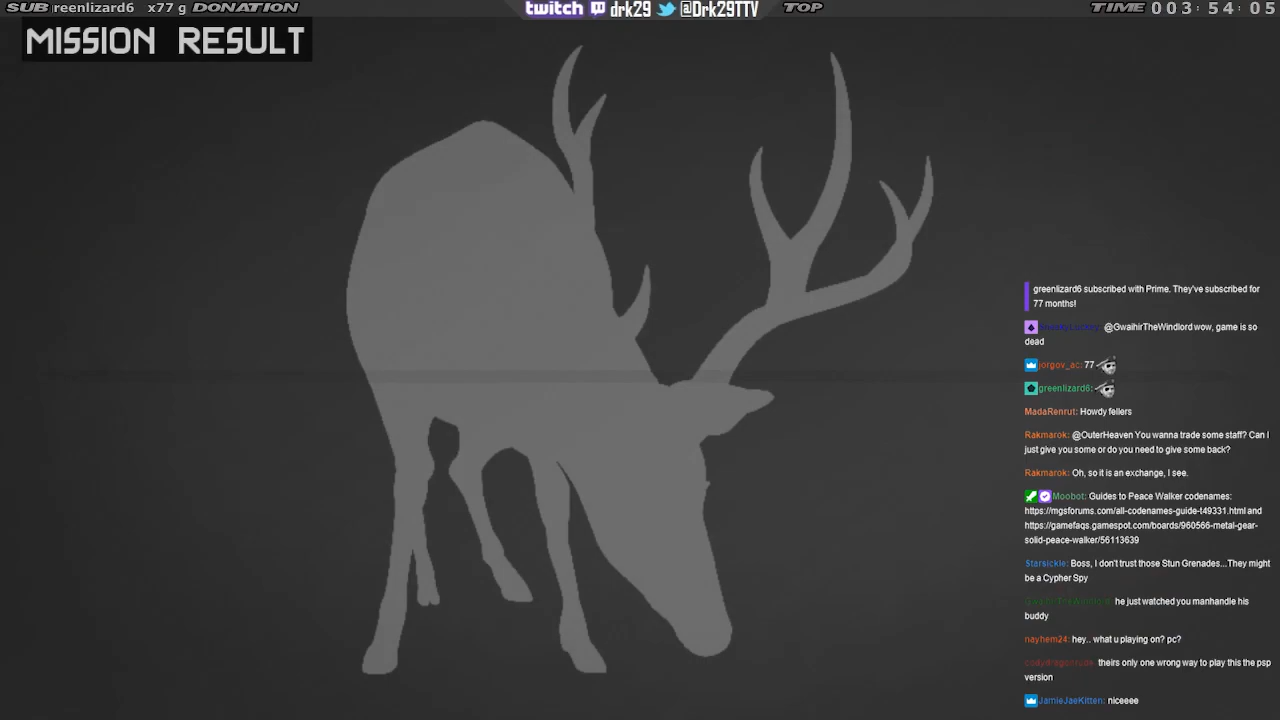 SUB reenlizard6 x77 g DONATION twitch drk29 @Drk29TTV TOP TIME 003:54:05
MISSION RESULT
greenlizard6 subscribed with Prime. They've subscribed for
77 months!
@GwaihirTheWindlord wow, game is so
dead
jorgov_ac: 77
greenlizard6:
MadaRenrut: Howdy fellers
Rakmarok: @OuterHeaven You wanna trade some staff? Can I
just give you some or do you need to give some back?
Rakmarok: Oh, so it is an exchange, I see.
Moobot: Guides to Peace Walker codenames:
https://mgsforums.com/all-codenames-guide-t49331.html and
https://gamefaqs.gamespot.com/boards/960566-metal-gear-
solid-peace-walker/56113639
Starsickle: Boss, I don't trust those Stun Grenades...They might
be a Cypher Spy
GwaihirTheWindlord: he just watched you manhandle his
buddy
nayhem24: hey.. what u playing on? pc?
theirs only one wrong way to play this the psp
version
JamieJaeKitten: niceeee